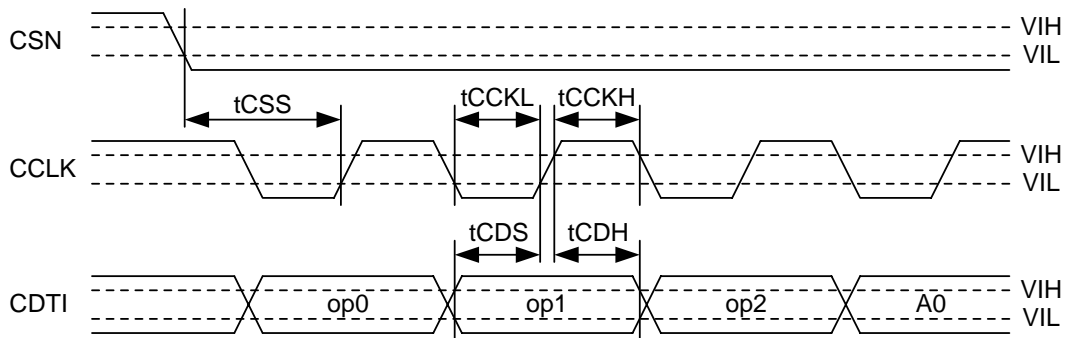 CSN
VIH
VIL
tCSS
tCCKL
tCCKH
CCLK
VIH
VIL
tCDS
tCDH
CDTI
op0
op1
op2
A0
VIH
VIL